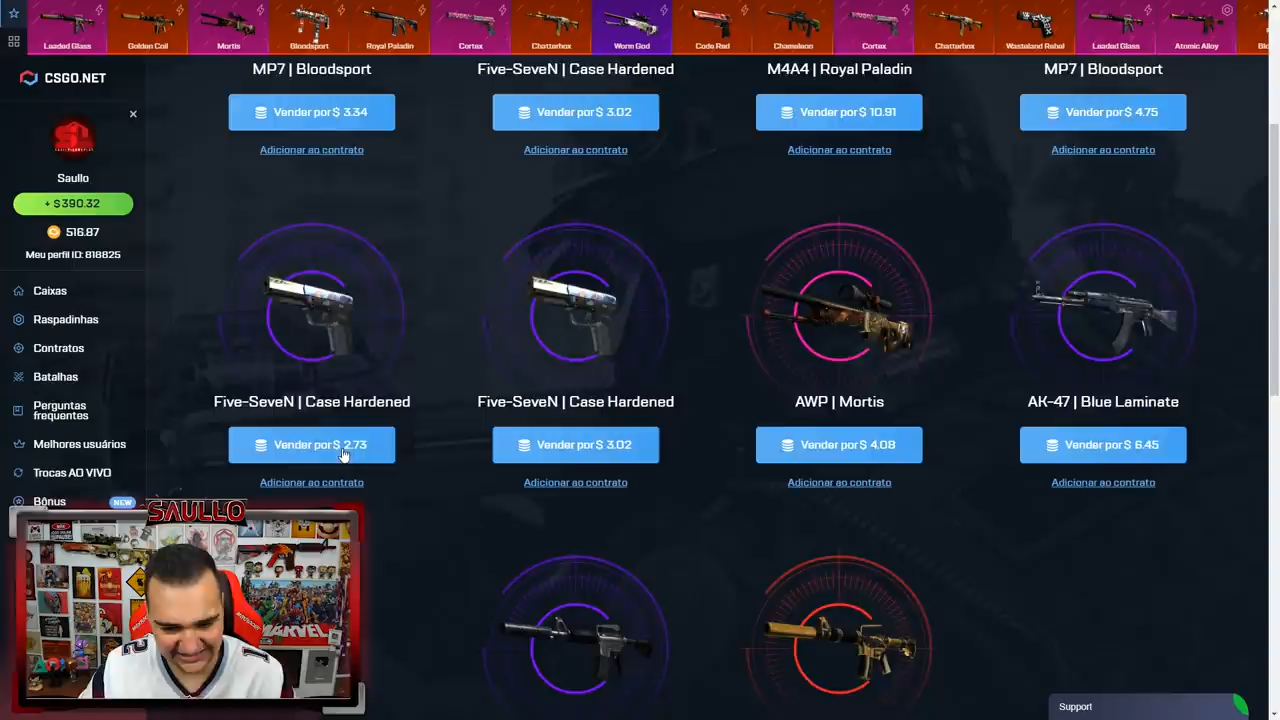 Leaded Glass
Golden Coil
Mortis
Bloodsport
Royal Paladin
Cortex
Chatterbox
Worm God
Code Red
Chameleon
Cortex
Chatterbox
Wasteland Rebel
Leaded Glass
Atomic Alloy
CSGO.NET
Saullo
+ $390.32
516.87
Meu perfil ID: 818825
Caixas
Raspadinhas
Contratos
Batalhas
Perguntas
frequentes
Melhores usuários
Trocas AO VIVO
Bônus
NEW
MP7 | Bloodsport
Five-SeveN | Case Hardened
M4A4 | Royal Paladin
MP7 | Bloodsport
Vender por $ 3.34
Vender por $ 3.02
Vender por $ 10.91
Vender por $ 4.75
Adicionar ao contrato
Adicionar ao contrato
Adicionar ao contrato
Adicionar ao contrato
Five-SeveN | Case Hardened
Five-SeveN | Case Hardened
AWP | Mortis
AK-47 | Blue Laminate
Vender por $ 2.73
Vender por $ 3.02
Vender por $ 4.08
Vender por $ 6.45
Adicionar ao contrato
Adicionar ao contrato
Adicionar ao contrato
Adicionar ao contrato
SAULLO
MARVEL
Support